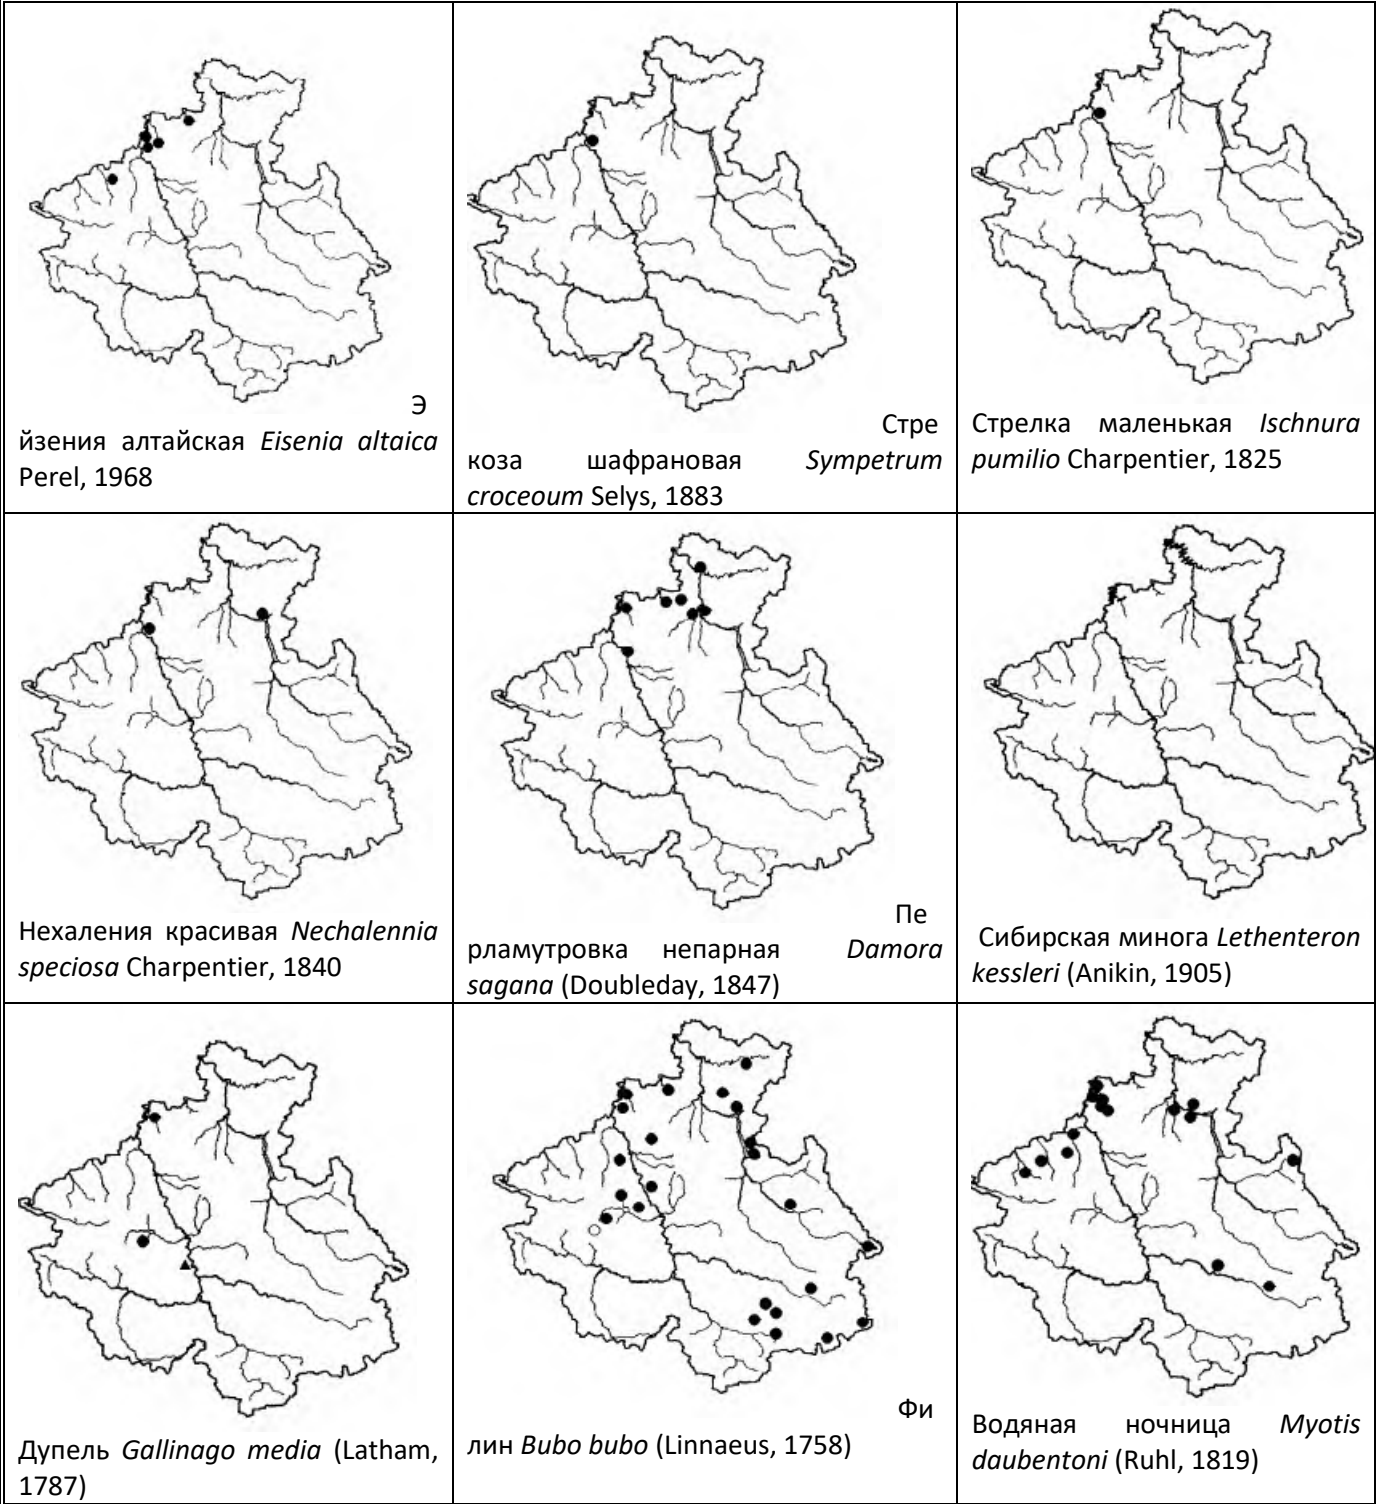 Э
йзения алтайская Eisenia altaica
Perel, 1968
Стре
коза шафрановая Sympetrum
croceoum Selys, 1883
Стрелка маленькая Ischnura
pumilio Charpentier, 1825
Нехаления красивая Nechalennia
speciosa Charpentier, 1840
Пе
рламутровка непарная Damora
sagana (Doubleday, 1847)
Сибирская минога Lethenteron
kessleri (Anikin, 1905)
Дупель Gallinago media (Latham,
1787)
Фи
лин Bubo bubo (Linnaeus, 1758)
Водяная ночница Myotis
daubentoni (Ruhl, 1819)